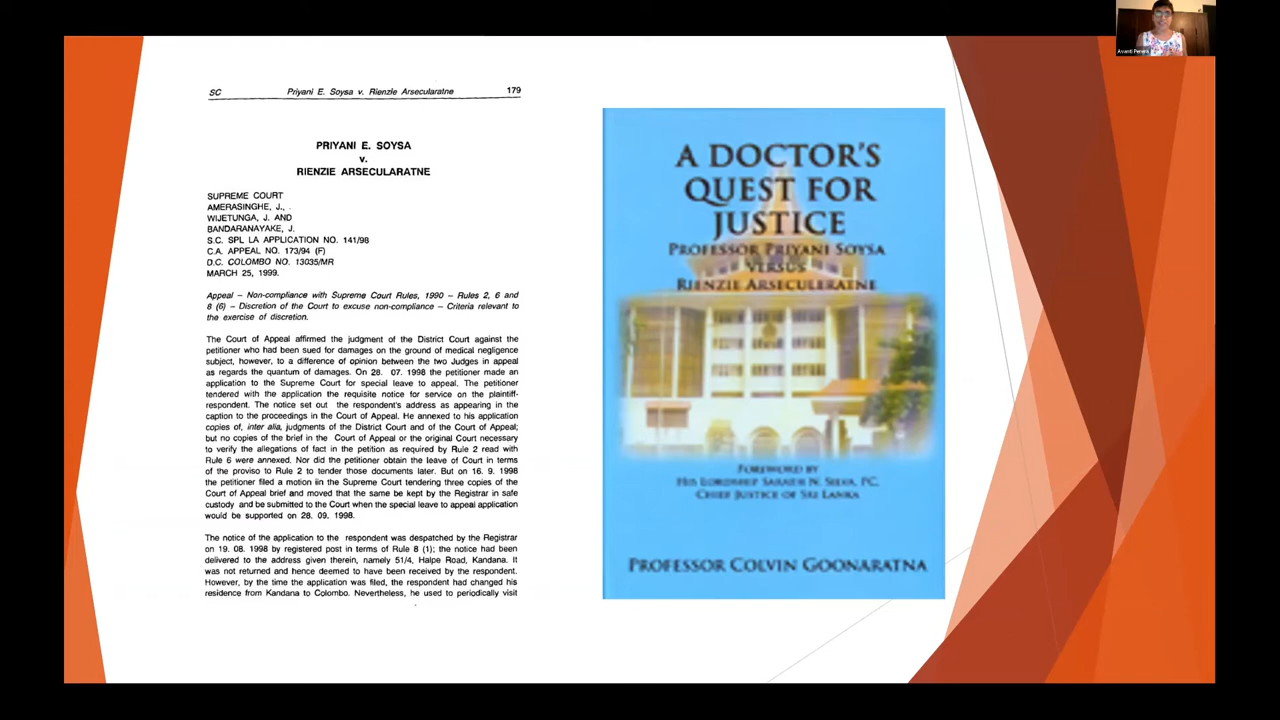 SC Priyani E. Soysa v. Rienzie Arsecularatne 179
PRIYANI E. SOYSA
v.
RIENZIE ARSECULARATNE
SUPREME COURT
AMERASINGHE, J.,
WIJETUNGA, J. AND
BANDARANAYAKE, J.
S.C. SPL LA APPLICATION NO. 141/98
C.A. APPEAL NO. 173/94 (F)
D.C. COLOMBO NO. 13035/MR
MARCH 25, 1999.
Appeal – Non-compliance with Supreme Court Rules, 1990 – Rules 2, 6 and
8 (6) – Discretion of the Court to excuse non-compliance – Criteria relevant to
the exercise of discretion.
The Court of Appeal affirmed the judgment of the District Court against the
petitioner who had been sued for damages on the ground of medical negligence
subject, however, to a difference of opinion between the two Judges in appeal
as regards the quantum of damages. On 28. 07. 1998 the petitioner made an
application to the Supreme Court for special leave to appeal. The petitioner
tendered with the application the requisite notice for service on the plaintiff-
respondent. The notice set out the respondent's address as appearing in the
caption to the proceedings in the Court of Appeal. He annexed to his application
copies of, inter alia, judgments of the District Court and of the Court of Appeal;
but no copies of the brief in the Court of Appeal or the original Court necessary
to verify the allegations of fact in the petition as required by Rule 2 read with
Rule 6 were annexed. Nor did the petitioner obtain the leave of Court in terms
of the proviso to Rule 2 to tender those documents later. But on 16. 9. 1998
the petitioner filed a motion iin the Supreme Court tendering three copies of the
Court of Appeal brief and moved that the same be kept by the Registrar in safe
custody and be submitted to the Court when the special leave to appeal application
would be supported on 28. 09. 1998.
The notice of the application to the respondent was despatched by the Registrar
on 19. 08. 1998 by registered post in terms of Rule 8 (1); the notice had been
delivered to the address given therein, namely 51/4, Halpe Road, Kandana. It
was not returned and hence deemed to have been received by the respondent.
However, by the time the application was filed, the respondent had changed his
residence from Kandana to Colombo. Nevertheless, he used to periodically visit
A DOCTOR'S
QUEST FOR
JUSTICE
PROFESSOR PRIYANI SOYSA
VERSUS
RIENZIE ARSECULERATNE
FOREWORD BY
HIS LORDSHIP SARATH N. SILVA, PC,
CHIEF JUSTICE OF SRI LANKA
PROFESSOR COLVIN GOONARATNA
Avanti Perera